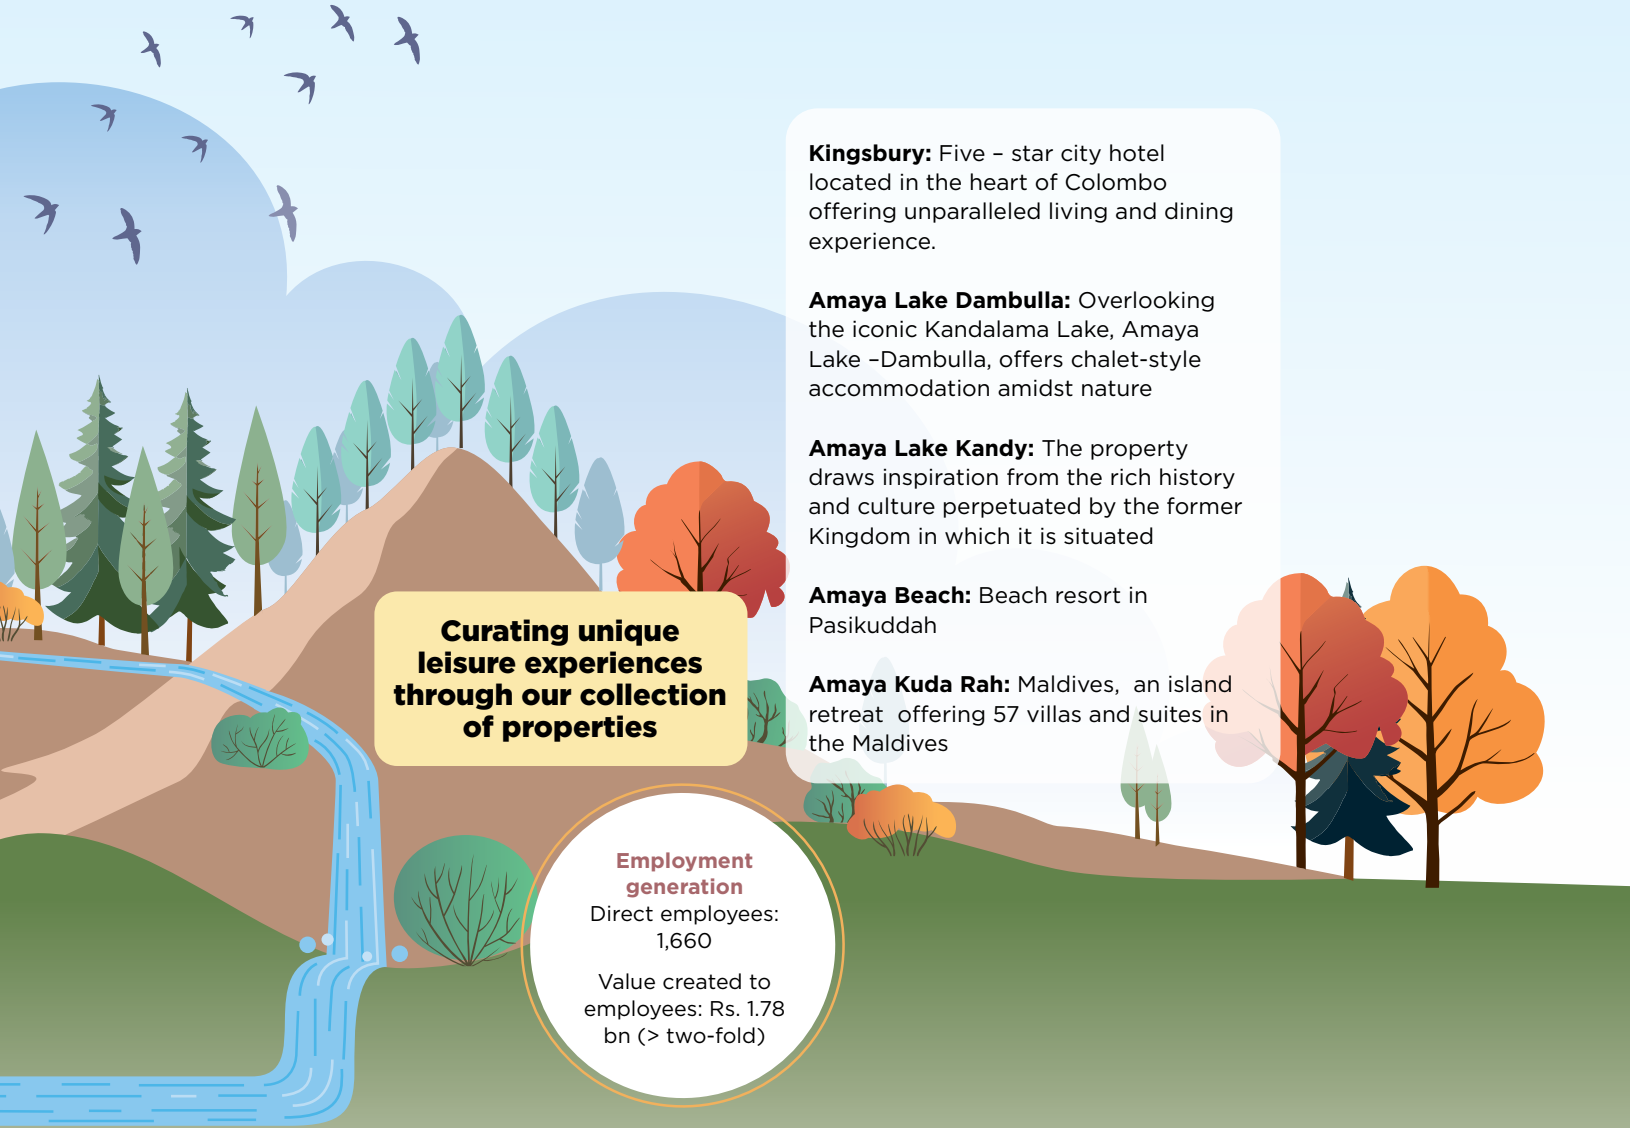 Kingsbury: Five – star city hotel
located in the heart of Colombo
offering unparalleled living and dining
experience.
Amaya Lake Dambulla: Overlooking
the iconic Kandalama Lake, Amaya
Lake –Dambulla, offers chalet-style
accommodation amidst nature
Amaya Lake Kandy: The property
draws inspiration from the rich history
and culture perpetuated by the former
Kingdom in which it is situated
Amaya Beach: Beach resort in
Pasikuddah
Amaya Kuda Rah: Maldives,  an island
retreat  offering 57 villas and suites in
the Maldives
Curating unique
leisure experiences
through our collection
of properties
Employment
generation
Direct employees:
1,660
Value created to
employees: Rs. 1.78
bn (> two-fold)